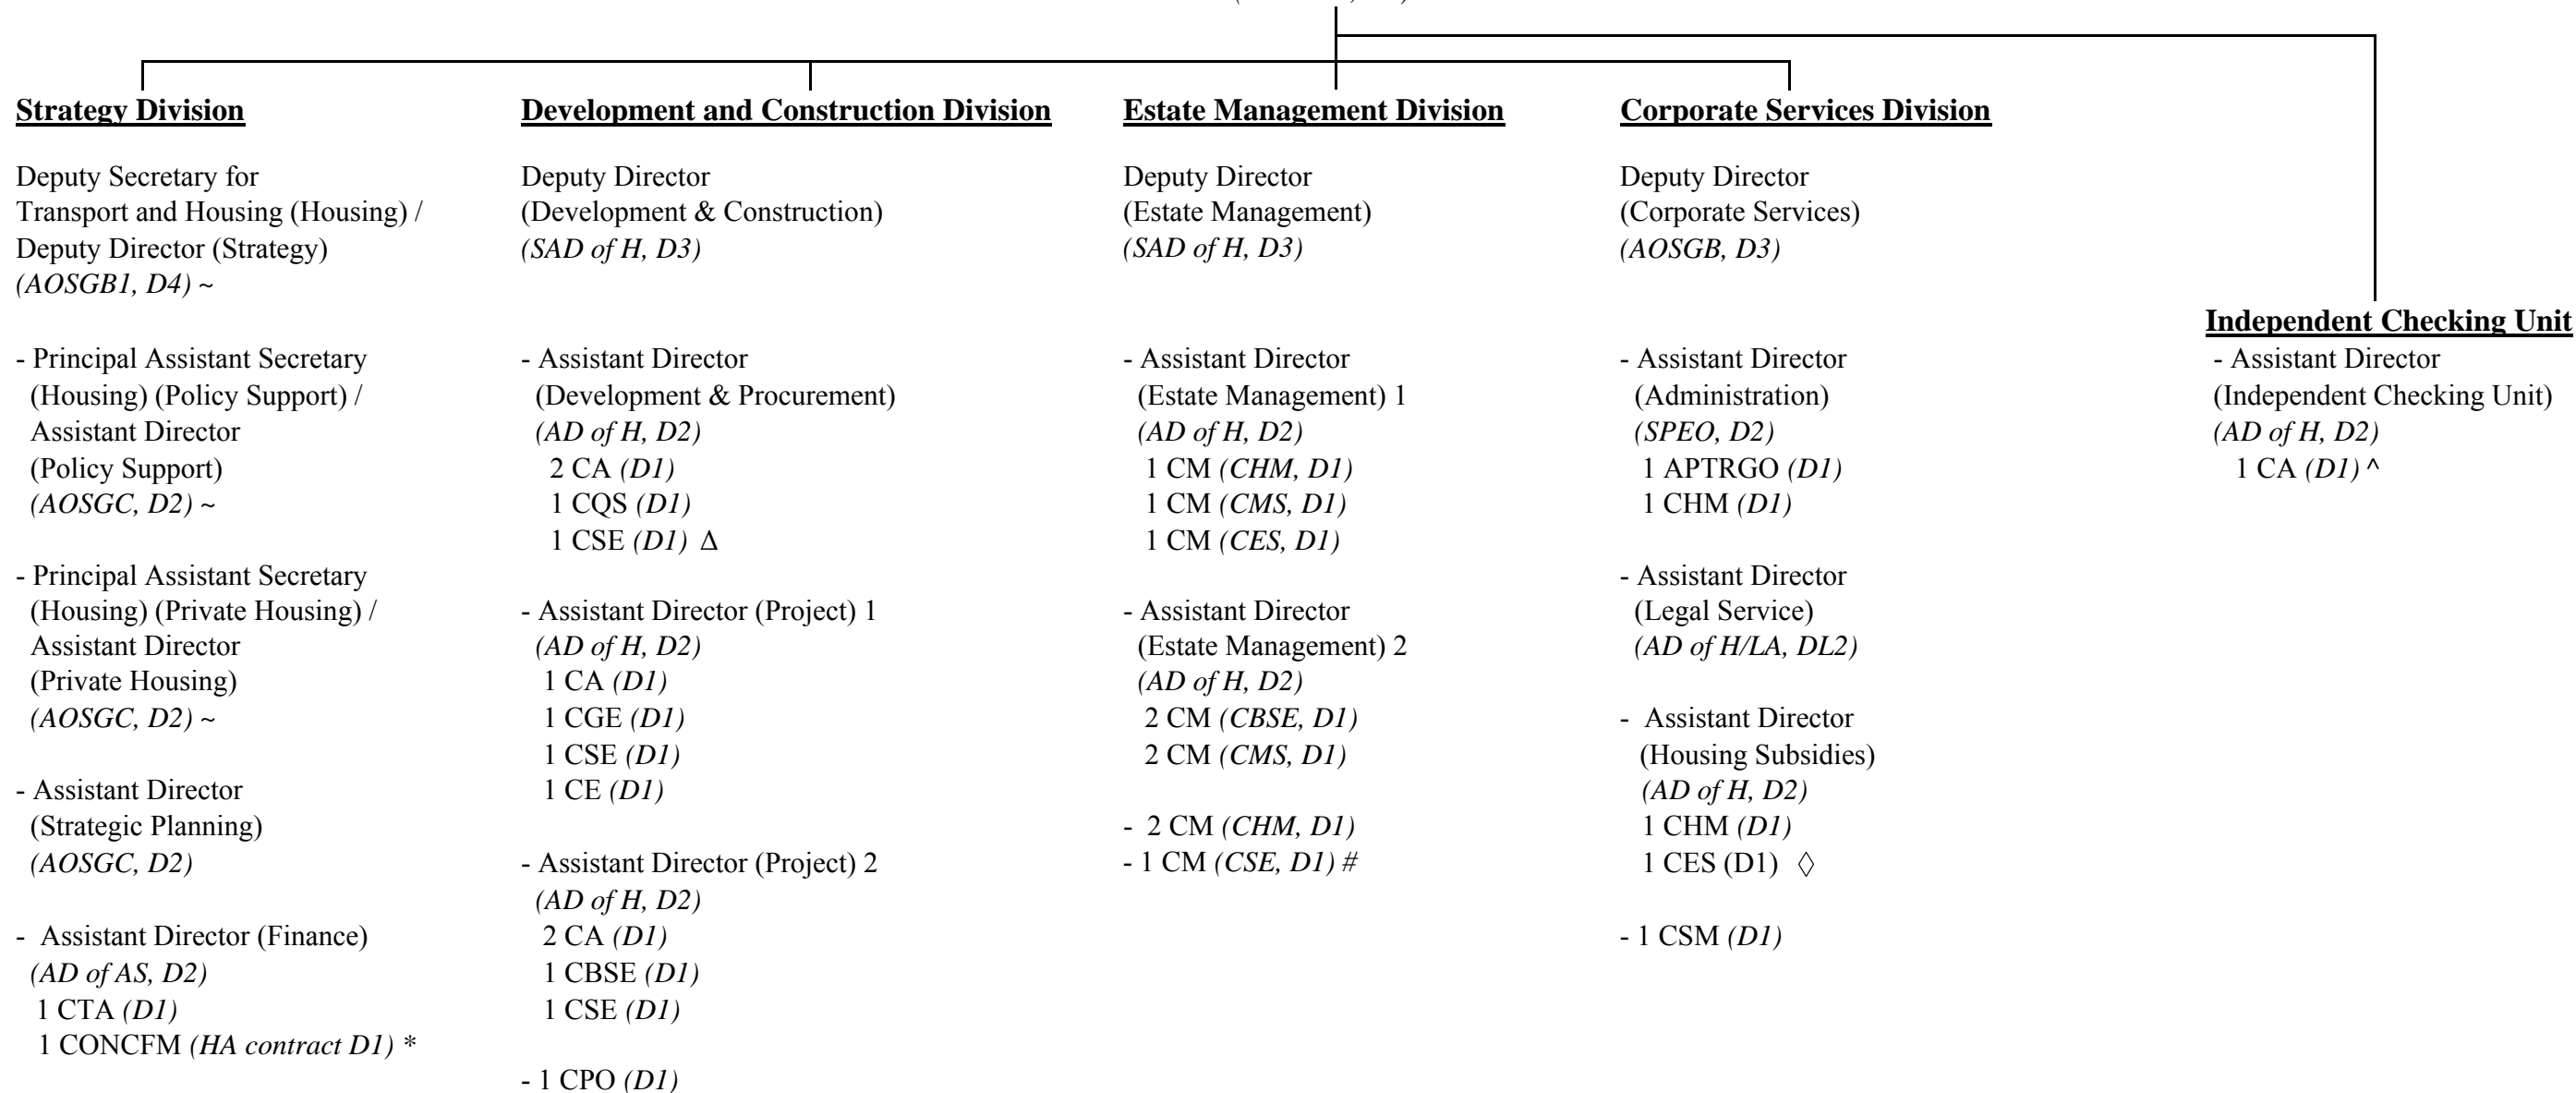 Strategy Division
Deputy Secretary for
Transport and Housing (Housing) /
Deputy Director (Strategy)
(AOSGB1, D4) ~
- Principal Assistant Secretary
(Housing) (Policy Support) /
Assistant Director
(Policy Support)
(AOSGC, D2) ~
- Principal Assistant Secretary
(Housing) (Private Housing) /
Assistant Director
(Private Housing)
(AOSGC, D2) ~
- Assistant Director
(Strategic Planning)
(AOSGC, D2)
- Assistant Director (Finance)
(AD of AS, D2)
1 CTA (D1)
1 CONCFM (HA contract D1) *
Development and Construction Division
Deputy Director
(Development & Construction)
(SAD of H, D3)
- Assistant Director
(Development & Procurement)
(AD of H, D2)
2 CA (D1)
1 CQS (D1)
1 CSE (D1) Δ
- Assistant Director (Project) 1
(AD of H, D2)
1 CA (D1)
1 CGE (D1)
1 CSE (D1)
1 CE (D1)
- Assistant Director (Project) 2
(AD of H, D2)
2 CA (D1)
1 CBSE (D1)
1 CSE (D1)
- 1 CPO (D1)
Estate Management Division
Deputy Director
(Estate Management)
(SAD of H, D3)
- Assistant Director
(Estate Management) 1
(AD of H, D2)
1 CM (CHM, D1)
1 CM (CMS, D1)
1 CM (CES, D1)
- Assistant Director
(Estate Management) 2
(AD of H, D2)
2 CM (CBSE, D1)
2 CM (CMS, D1)
- 2 CM (CHM, D1)
- 1 CM (CSE, D1) #
Corporate Services Division
Deputy Director
(Corporate Services)
(AOSGB, D3)
- Assistant Director
(Administration)
(SPEO, D2)
1 APTRGO (D1)
1 CHM (D1)
- Assistant Director
(Legal Service)
(AD of H/LA, DL2)
- Assistant Director
(Housing Subsidies)
(AD of H, D2)
1 CHM (D1)
1 CES (D1) ◊
- 1 CSM (D1)
Independent Checking Unit
- Assistant Director
(Independent Checking Unit)
(AD of H, D2)
1 CA (D1) ^